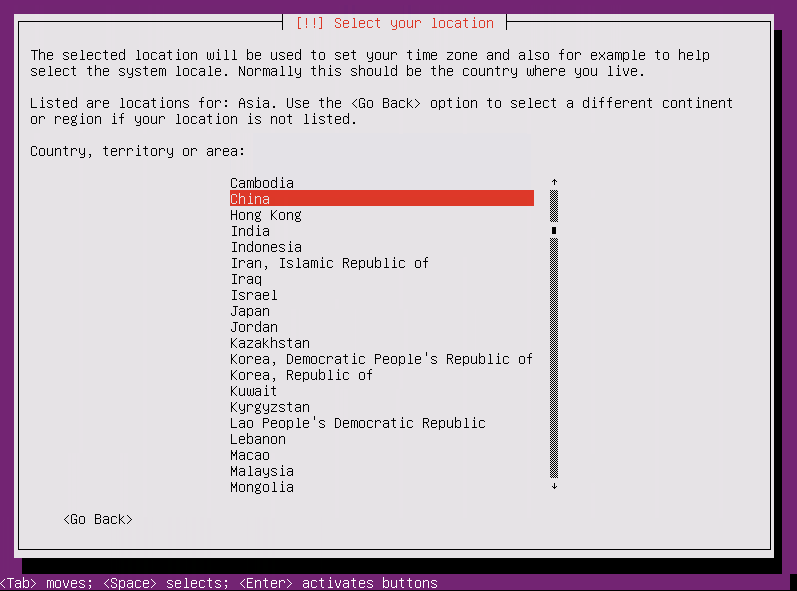 [!!] Select your location
The selected location will be used to set your time zone and also for example to help
select the system locale. Normally this should be the country where you live.
Listed are locations for: Asia. Use the <Go Back> option to select a different continent
or region if your location is not listed.
Country, territory or area:
Cambodia
China
Hong Kong
India
Indonesia
Iran, Islamic Republic of
Iraq
Israel
Japan
Jordan
Kazakhstan
Korea, Democratic People's Republic of
Korea, Republic of
Kuwait
Kyrgyzstan
Lao People's Democratic Republic
Lebanon
Macao
Malaysia
Mongolia
<Go Back>
<Tab> moves; <Space> selects; <Enter> activates buttons